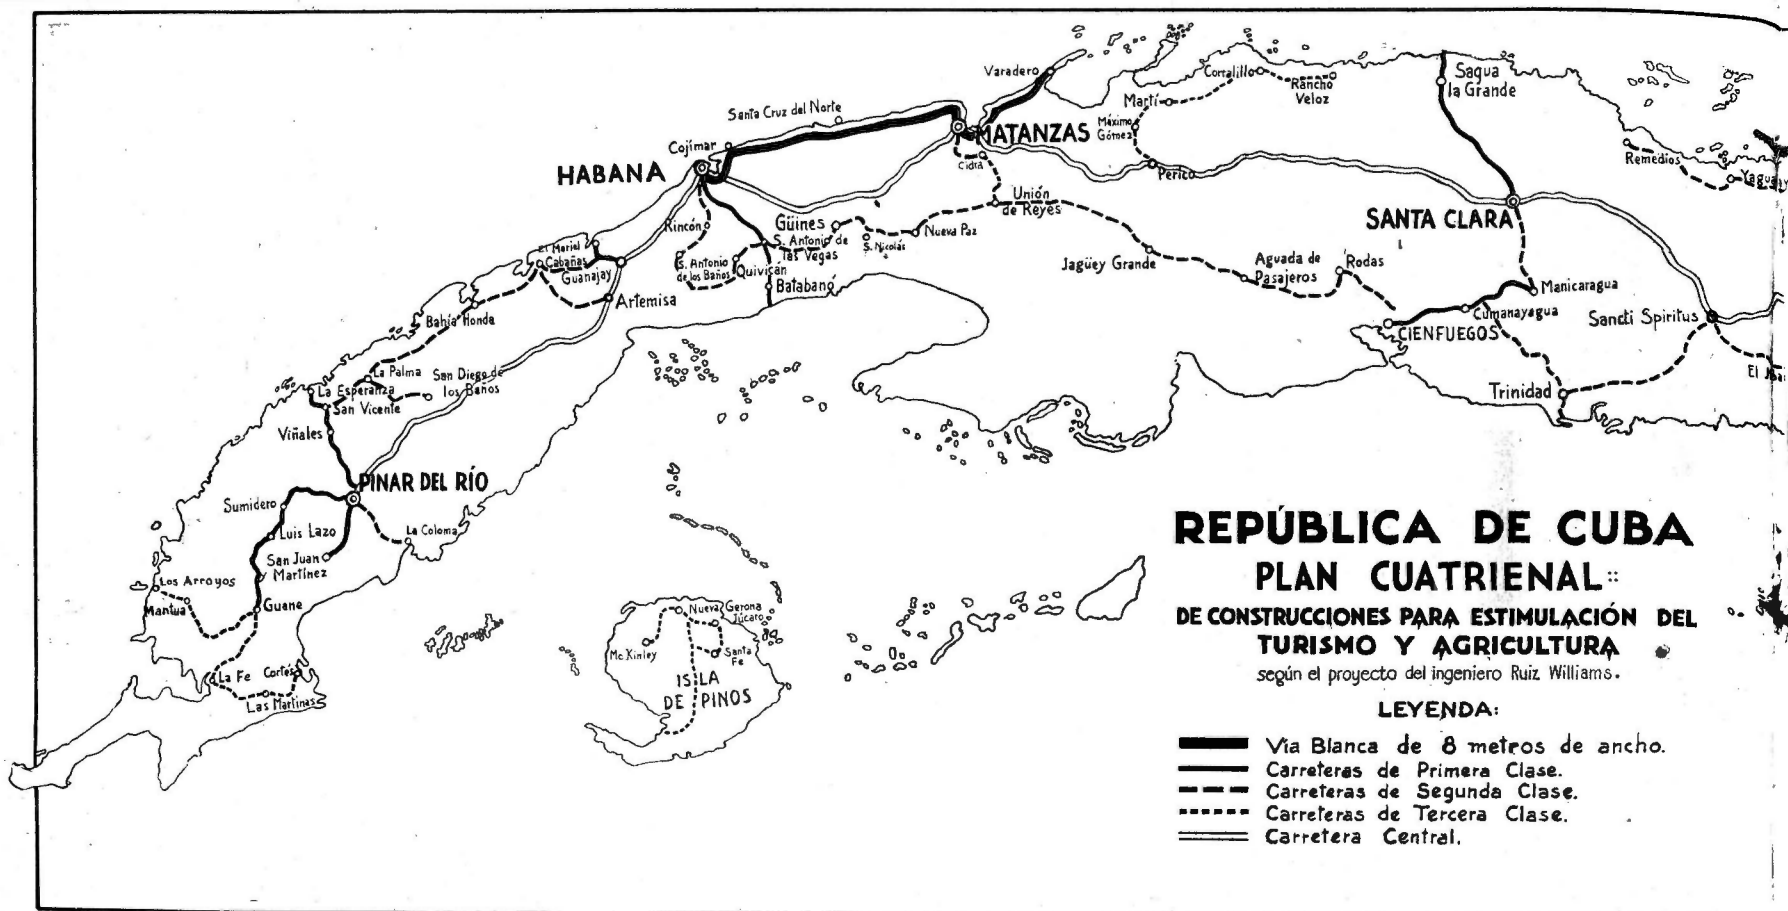 Varadero
Santa Cruz del Norte
Cojímar
HABANA
MATANZAS
Cidra
Martí
Corralillo
Rancho
Veloz
Máximo
Gómez
Perico
Sagua
la Grande
Remedios
Yaguajay
SANTA CLARA
Rincón
Güines
S. Antonio de
las Vegas
S. Nicolás
Nueva Paz
Unión
de Reyes
El Mariel
Cabañas
Guanajay
Artemisa
S. Antonio
de los Baños
Quivicán
Batabanó
Jagüey Grande
Aguada de
Pasajeros
Rodas
Manicaragua
Cumanayagua
CIENFUEGOS
Sancti Spiritus
Trinidad
El
Bahía Honda
La Palma
San Diego de
los Baños
La Esperanza
San Vicente
Viñales
PINAR DEL RÍO
Sumidero
Luis Lazo
San Juan
y Martínez
La Coloma
Los Arroyos
Mantua
Guane
La Fe
Cortés
Las Martinas
Nueva Gerona
Júcaro
Mc Kinley
Santa
Fe
ISLA
DE PINOS
REPÚBLICA DE CUBA
PLAN CUATRIENAL::
DE CONSTRUCCIONES PARA ESTIMULACIÓN DEL
TURISMO Y AGRICULTURA
según el proyecto del ingeniero Ruiz Williams.
LEYENDA:
Vía Blanca de 8 metros de ancho.
Carreteras de Primera Clase.
Carreteras de Segunda Clase.
Carreteras de Tercera Clase.
Carretera Central.